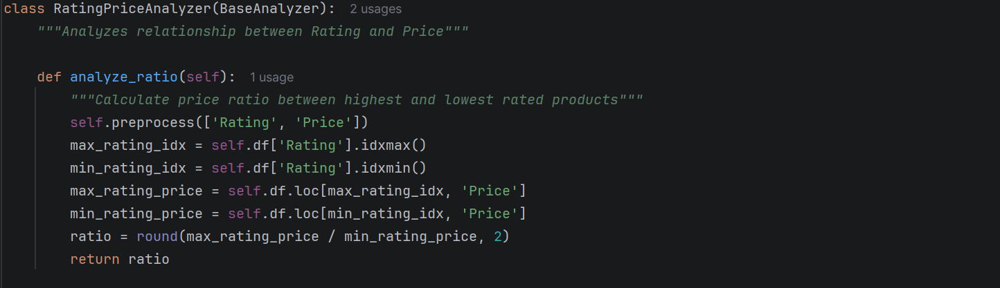 class RatingPriceAnalyzer(BaseAnalyzer): 2 usages
    """Analyzes relationship between Rating and Price"""
    def analyze_ratio(self): 1 usage
        """Calculate price ratio between highest and lowest rated products"""
        self.preprocess(['Rating', 'Price'])
        max_rating_idx = self.df['Rating'].idxmax()
        min_rating_idx = self.df['Rating'].idxmin()
        max_rating_price = self.df.loc[max_rating_idx, 'Price']
        min_rating_price = self.df.loc[min_rating_idx, 'Price']
        ratio = round(max_rating_price / min_rating_price, 2)
        return ratio